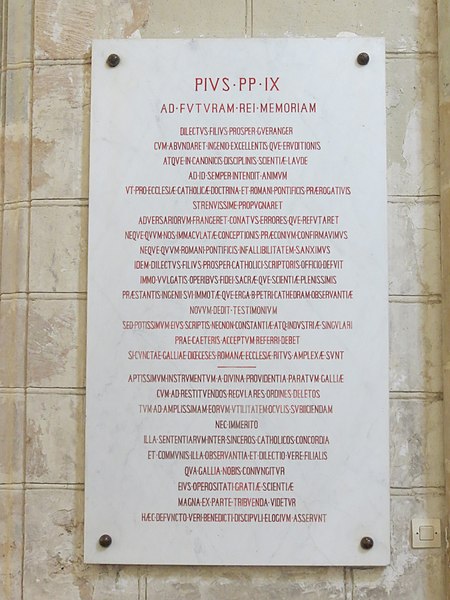 PIVS·PP·IX
AD·FVTVRAM·REI·MEMORIAM
DILECTVS·FILIVS·PROSPER·GVERANGER
CVM·ABVNDARET·INGENIO·EXCELLENTIS·QVE·ERVDITIONIS
ATQVE·IN·CANONICIS·DISCIPLINIS·SCIENTIÆ·LAVDE
AD·ID·SEMPER·INTENDIT·ANIMVM
VT·PRO·ECCLESIÆ·CATHOLICÆ·DOCTRINA·ET·ROMANI·PONTIFICIS·PRÆROGATIVIS
STRENVISSIME·PROPVGNARET
ADVERSARIORVM·FRANGERET·CONATVS·ERRORES·QVE·REFVTARET
NEQVE·QVVM·NOS·IMMACVLATÆ·CONCEPTIONIS·PRÆCONIVM·CONFIRMAVIMVS
NEQVE·QVVM·ROMANI·PONTIFICIS·INFALLIBILITATEM·SANXIMVS
IDEM·DILECTVS·FILIVS·PROSPER·CATHOLICI·SCRIPTORIS·OFFICIO·DEFVIT
IMMO·VVLGATIS·OPERIBVS·FIDEI·SACRÆ·QVE·SCIENTIÆ·PLENISSIMIS
PRÆSTANTIS·INGENII·SVI·IMMOTÆ·QVE·ERGA·B·PETRI·CATHEDRAM·OBSERVANTIÆ
NOVVM·DEDIT·TESTIMONIVM
SED·POTISSIMVM·EIVS·SCRIPTIS·NECNON·CONSTANTIÆ·ATQ·INDVSTRIÆ·SINGVLARI
PRAE·CAETERIS·ACCEPTVM·REFERRI·DEBET
SI·CVNCTAE·GALLIAE·DIOECESES·ROMANÆ·ECCLESIÆ·RITVS·AMPLEXÆ·SVNT
APTISSIMVM·INSTRVMENTVM·A·DIVINA·PROVIDENTIA·PARATVM·GALLIÆ
CVM·AD·RESTITVENDOS·REGVLARES·ORDINES·DELETOS
TVM·AD·AMPLISSIMAM·EORVM·VTILITATEM·OCVLIS·SVBIICIENDAM
NEC·IMMERITO
ILLA·SENTENTIARVM·INTER·SINCEROS·CATHOLICOS·CONCORDIA
ET·COMMVNIS·ILLA·OBSERVANTIA·ET·DILECTIO·VERE·FILIALIS
QVA·GALLIA·NOBIS·CONIVNGITVR
EIVS·OPEROSITATI·GRATIÆ·SCIENTIÆ
MAGNA·EX·PARTE·TRIBVENDA·VIDETVR
HÆC·DEFVNCTO·VERI·BENEDICTI·DISCIPVLI·ELOGIVM·ASSERVNT